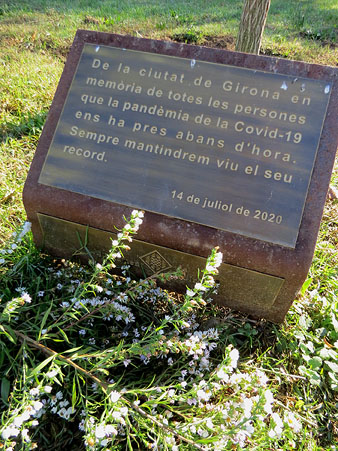 De la ciutat de Girona en
memòria de totes les persones
que la pandèmia de la Covid-19
ens ha pres abans d'hora.
Sempre mantindrem viu el seu
record.
14 de juliol de 2020